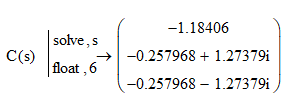 -1.18406
C(s) | solve , s → -0.257968 + 1.27379i
float , 6
-0.257968 − 1.27379i